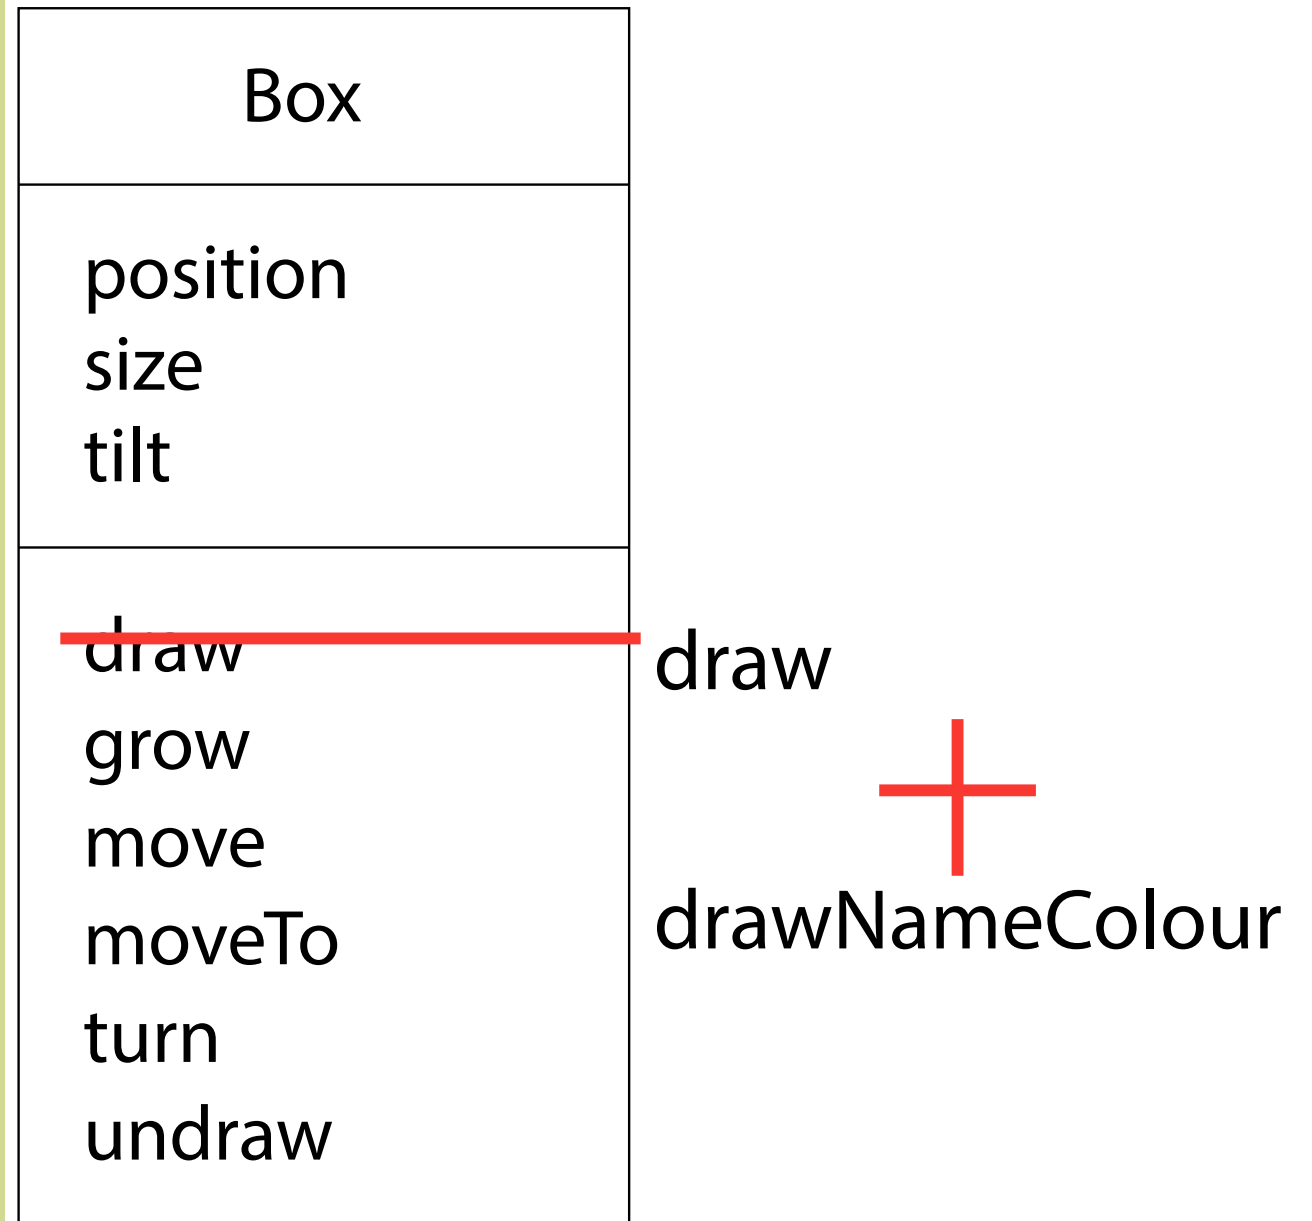 Box
position
size
tilt
draw
draw
grow
move
drawNameColour
moveTo
turn
undraw